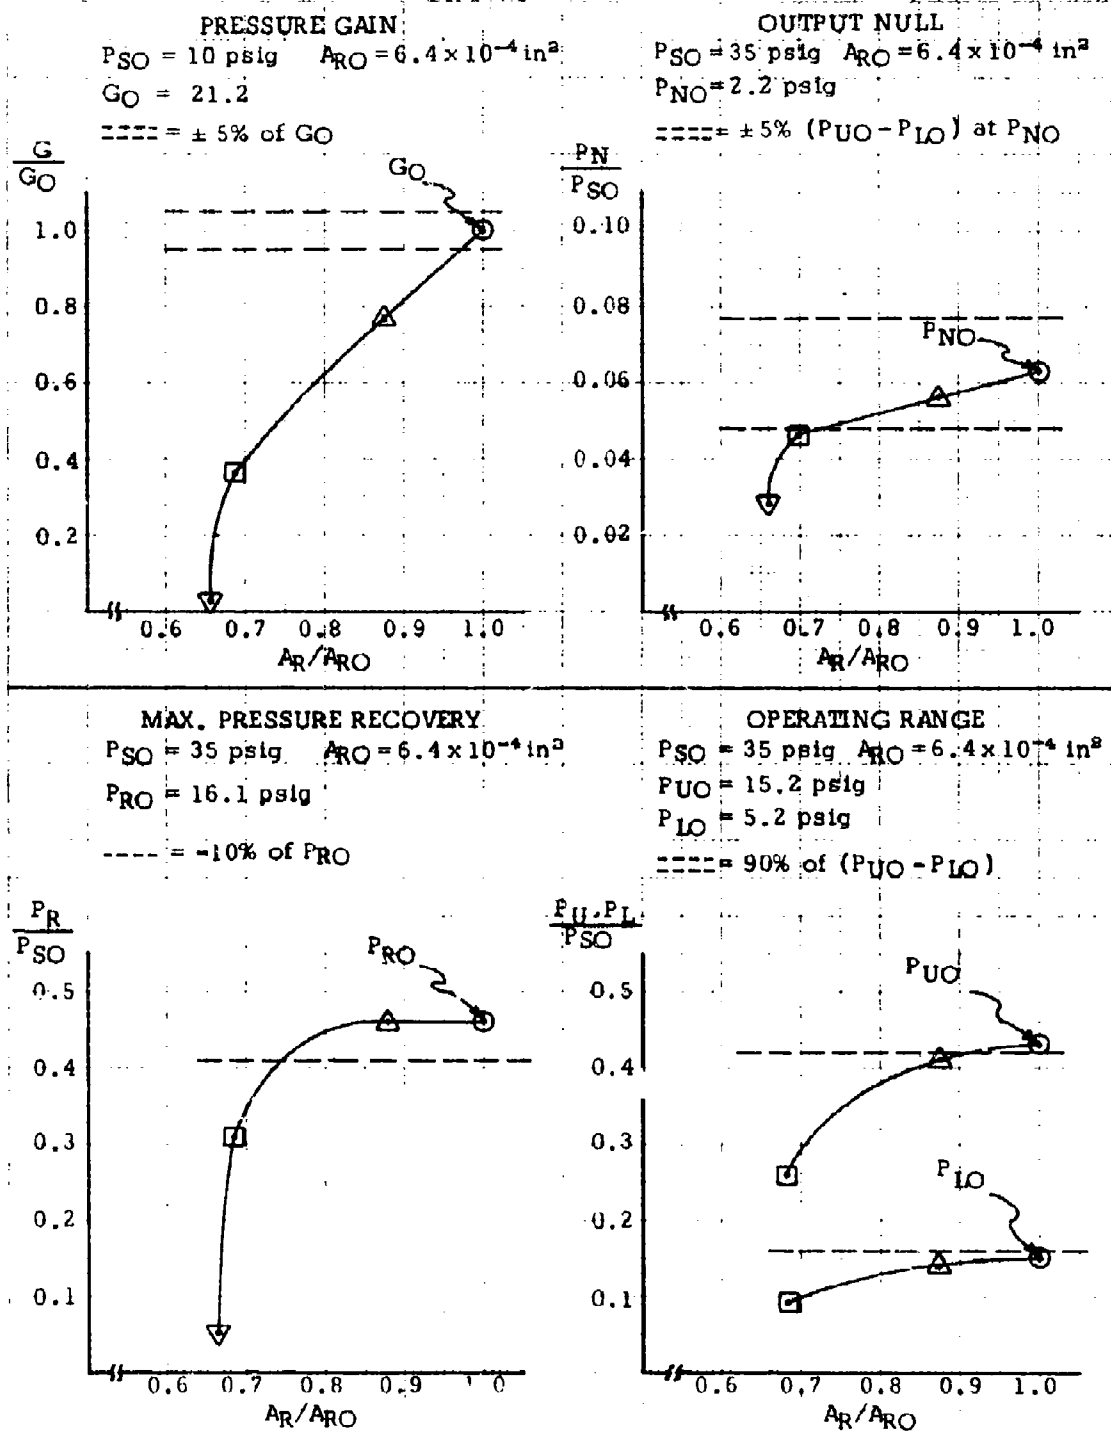 PRESSURE GAIN
PSO = 10 psig ARO = 6.4 x 10⁻⁴ in²
GO = 21.2
==== = ± 5% of GO
G
GO
GO
1.0
0.8
0.6
0.4
0.2
0.6 0.7 0.8 0.9 1.0
AR/ARO
OUTPUT NULL
PSO = 35 psig ARO = 6.4 x 10⁻⁴ in²
PNO = 2.2 psig
==== = ± 5% (PUO - PLO) at PNO
PN
PSO
PNO
0.10
0.08
0.06
0.04
0.02
0.6 0.7 0.8 0.9 1.0
AR/ARO
MAX. PRESSURE RECOVERY
PSO = 35 psig ARO = 6.4 x 10⁻⁴ in²
PRO = 16.1 psig
---- = -10% of PRO
PR
PSO
PRO
0.5
0.4
0.3
0.2
0.1
0.6 0.7 0.8 0.9 1 0
AR/ARO
OPERATING RANGE
PSO = 35 psig ARO = 6.4 x 10⁻⁴ in²
PUO = 15.2 psig
PLO = 5.2 psig
==== = 90% of (PUO - PLO)
PU, PL
PSO
PUO
0.5
0.4
0.3
PLO
0.2
0.1
0.6 0.7 0.8 0.9 1.0
AR/ARO